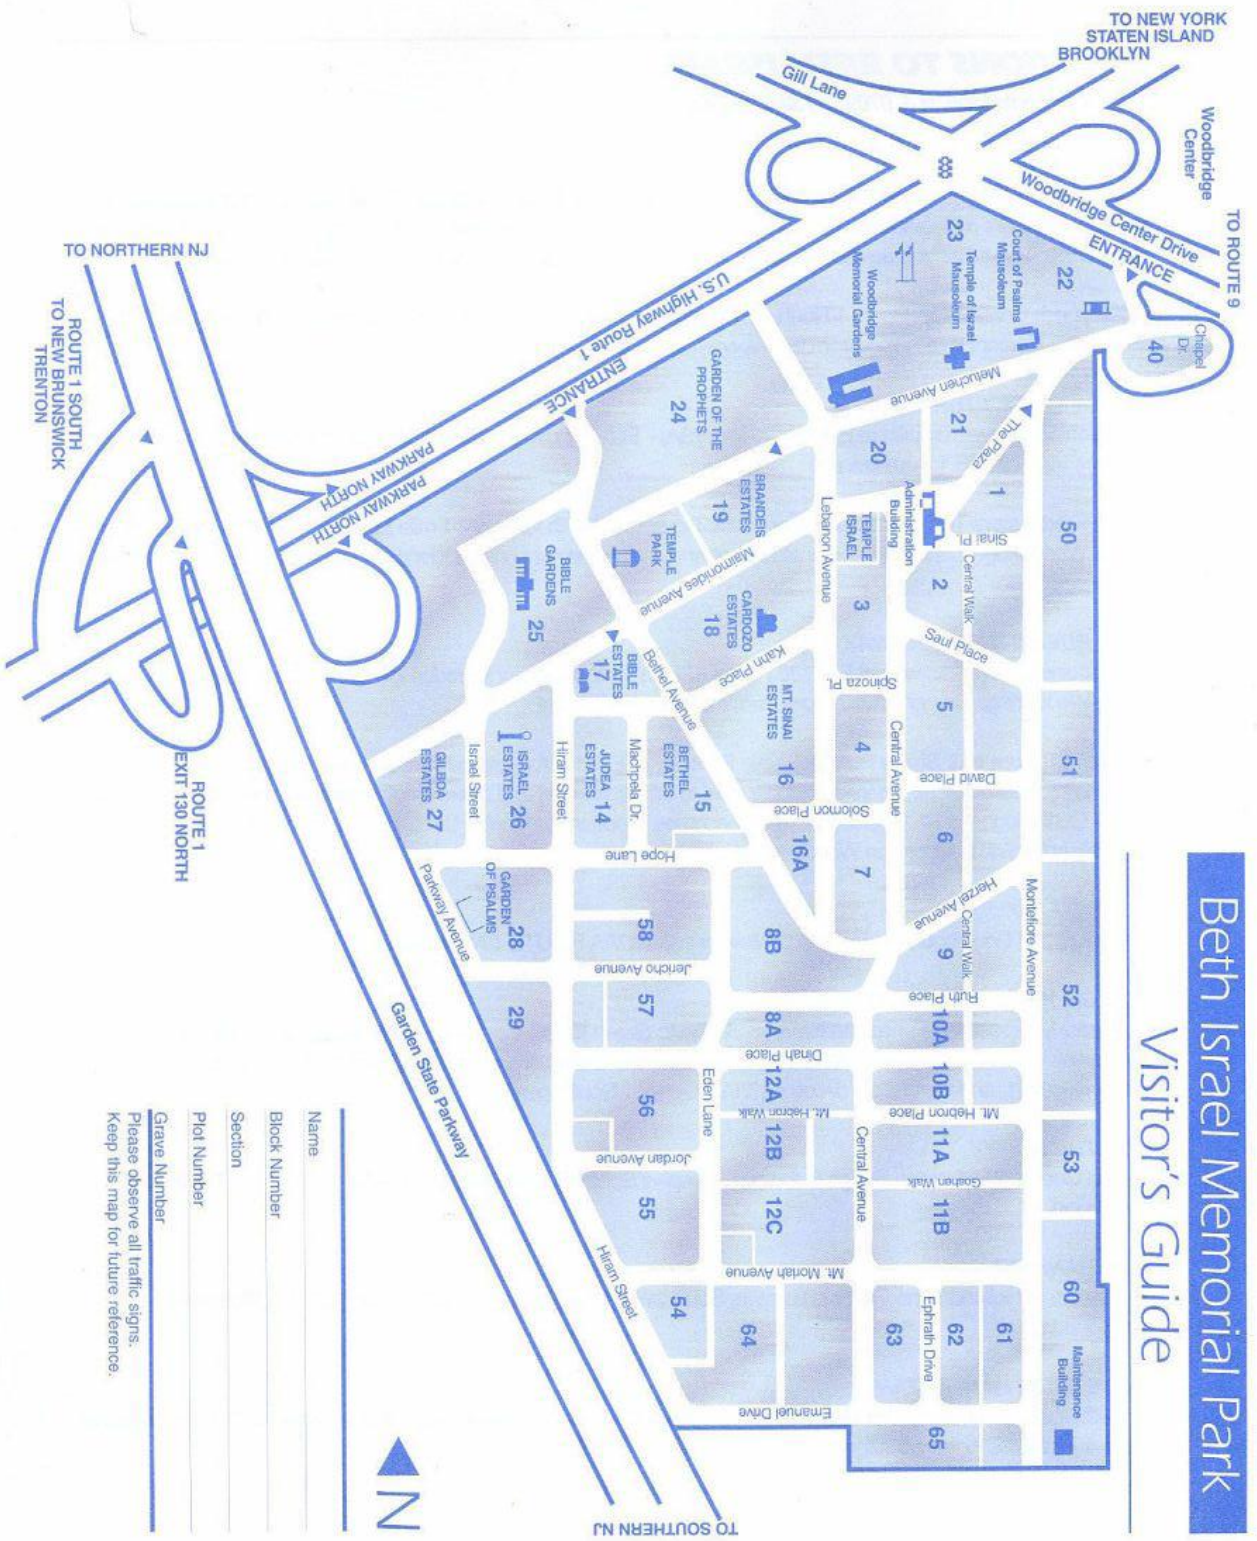 Beth Israel Memorial Park
Visitor's Guide
TO NEW YORK
STATEN ISLAND
BROOKLYN
Woodbridge
Center
TO ROUTE 9
Gill Lane
Woodbridge Center Drive
ENTRANCE
Chapel
Dr.
40
22
Court of Psalms
Mausoleum
23
Temple of Israel
Mausoleum
Woodbridge
Memorial Gardens
Metuchen Avenue
U.S. Highway Route 1
ENTRANCE
PARKWAY NORTH
PARKWAY NORTH
TO NORTHERN NJ
ROUTE 1 SOUTH
TO NEW BRUNSWICK
TRENTON
ROUTE 1
EXIT 130 NORTH
GARDEN OF THE
PROPHETS
24
21
The Plaza
20
1
50
Sinai Pl.
Administration
Building
TEMPLE
ISRAEL
Lebanon Avenue
BRANDEIS
ESTATES
19
Maimonides Avenue
TEMPLE
PARK
BIBLE
GARDENS
25
Central Walk
2
3
Saul Place
CARDOZO
ESTATES
18
Kahn Place
Bethel Avenue
BIBLE
ESTATES
17
Spinoza Pl.
5
4
Central Avenue
David Place
51
MT. SINAI
ESTATES
16
Solomon Place
BETHEL
ESTATES
15
Machpela Dr.
JUDEA
ESTATES
14
Hiram Street
ISRAEL
ESTATES
26
Israel Street
GILBOA
ESTATES
27
Hope Lane
6
7
16A
Herzel Avenue
Montefiore Avenue
Central Walk
9
52
Ruth Place
8B
58
Jericho Avenue
GARDEN
OF PSALMS
28
Parkway Avenue
29
57
8A
10A
Dinah Place
10B
12A
Mt. Hebron Place
Mt. Hebron Walk
Eden Lane
56
12B
11A
53
Central Avenue
Goshen Walk
Jordan Avenue
55
12C
11B
Mt. Moriah Avenue
60
Hiram Street
54
64
63
Ephrath Drive
62
61
Maintenance
Building
Emanuel Drive
65
Garden State Parkway
TO SOUTHERN NJ
N
Name
Block Number
Section
Plot Number
Grave Number
Please observe all traffic signs.
Keep this map for future reference.